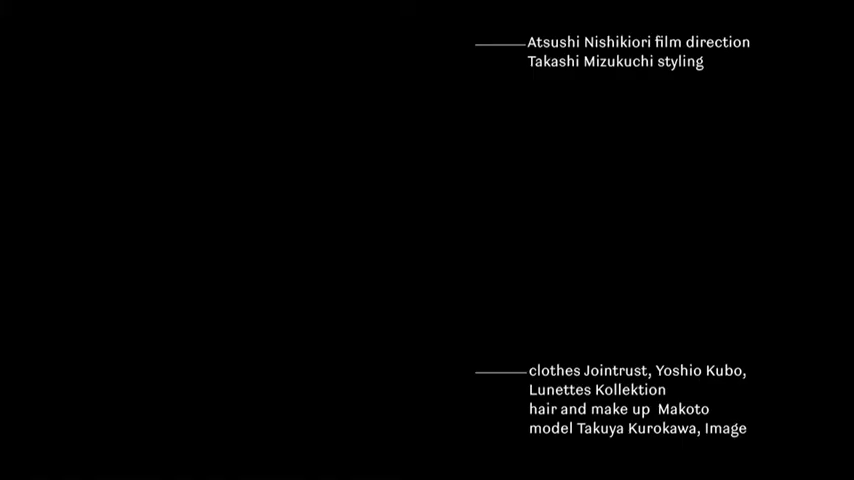 Atsushi Nishikiori film direction
Takashi Mizukuchi styling
clothes Jointrust, Yoshio Kubo,
Lunettes Kollektion
hair and make up Makoto
model Takuya Kurokawa, Image